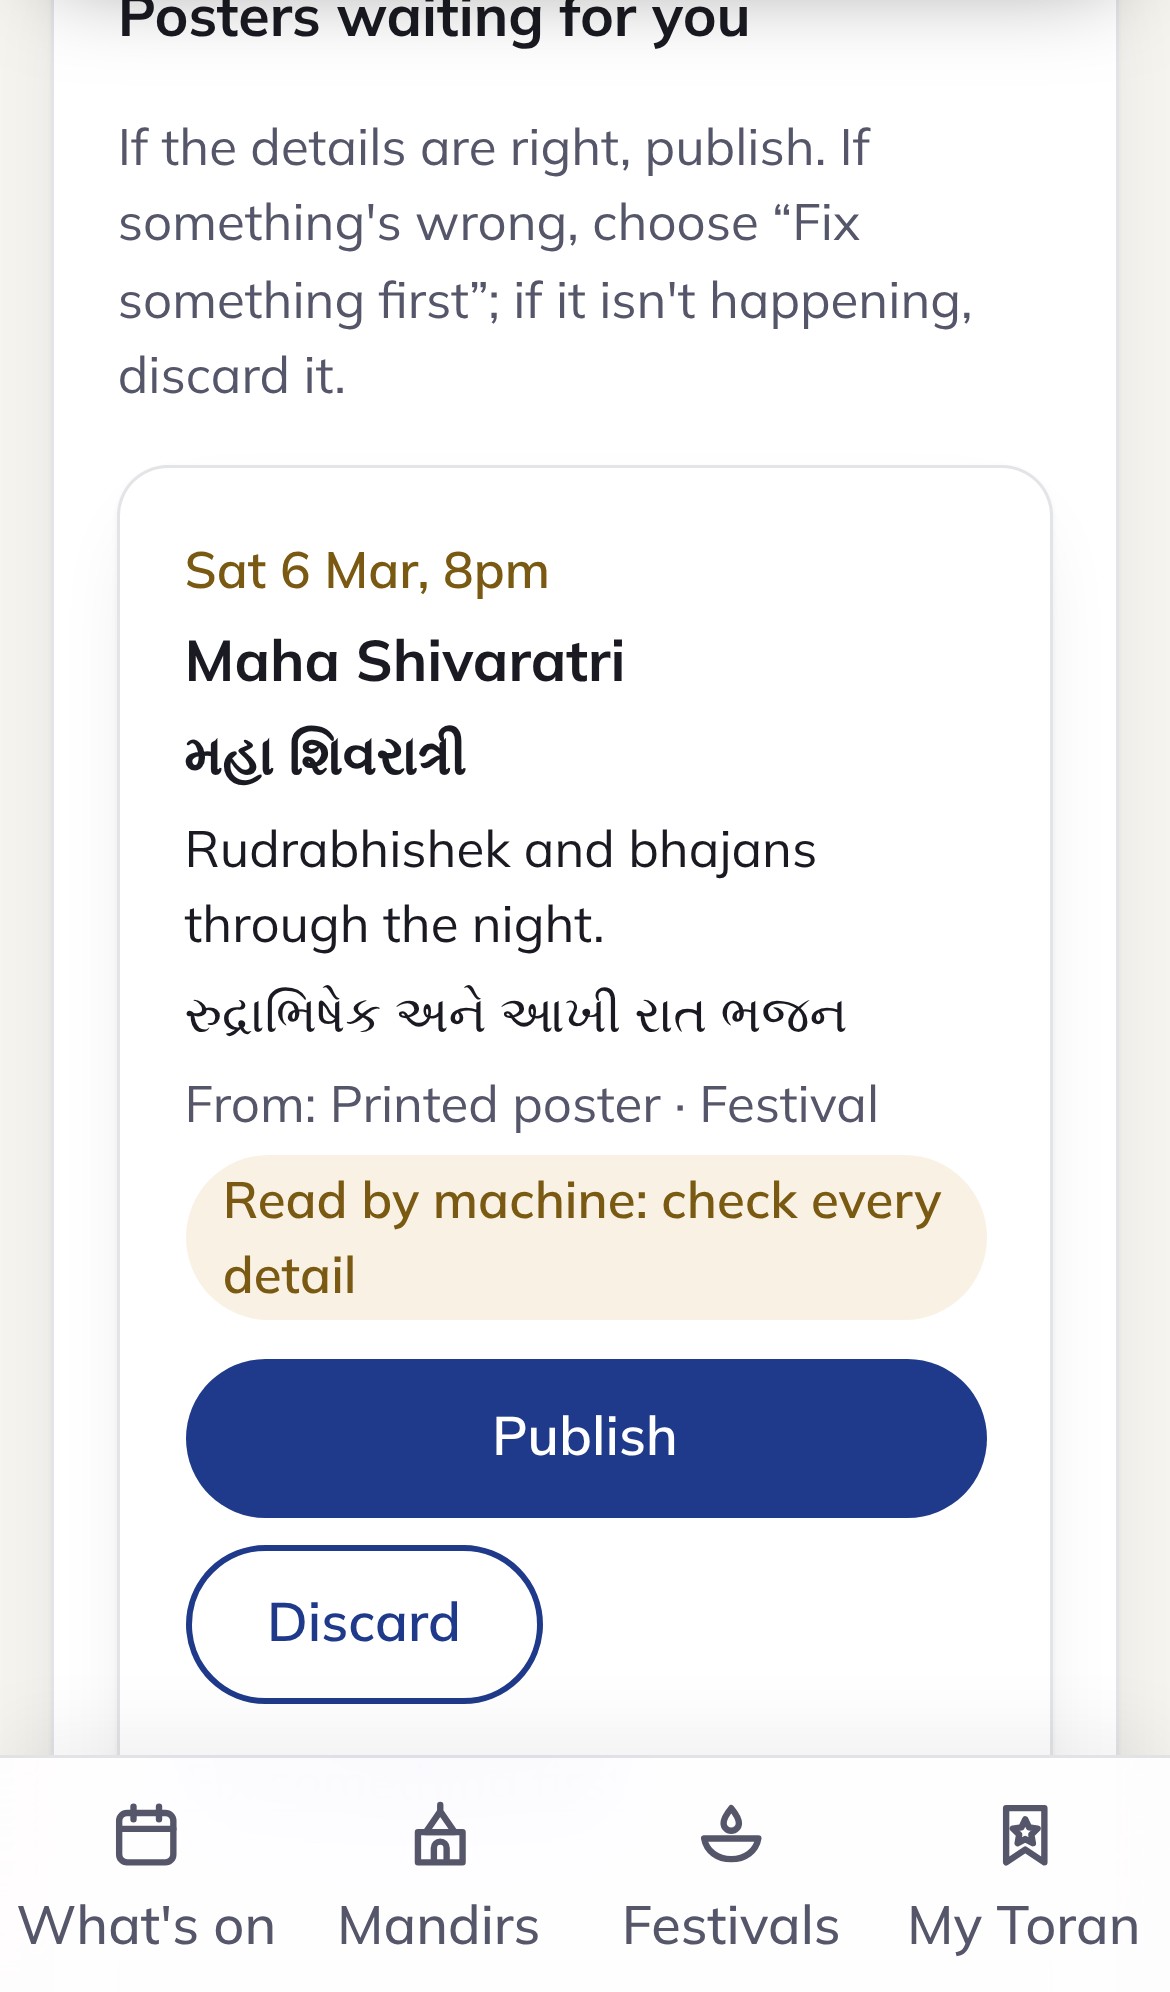 Posters waiting for you
If the details are right, publish. If
something's wrong, choose “Fix
something first”; if it isn't happening,
discard it.
Sat 6 Mar, 8pm
Maha Shivaratri
મહા શિવરાત્રી
Rudrabhishek and bhajans
through the night.
રુદ્રાભિષેક અને આખી રાત ભજન
From: Printed poster · Festival
Read by machine: check every
detail
Publish
Discard
What's on
Mandirs
Festivals
My Toran